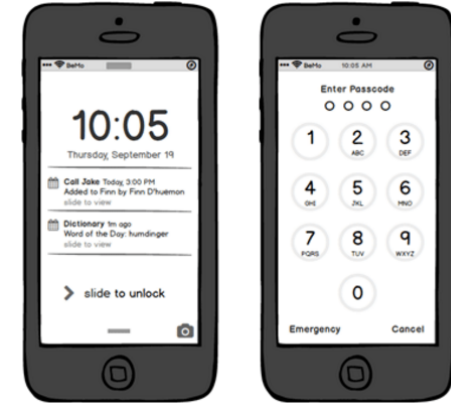 BeMo
10:05
Thursday, September 19
Call Jake Today, 3:00 PM
Added to Finn by Finn D'huemon
slide to view
Dictionary 1m ago
Word of the Day: humdinger
slide to view
slide to unlock
BeMo 10:05 AM
Enter Passcode
1 2 3
ABC DEF
4 5 6
GHI JKL MNO
7 8 9
PQRS TUV WXYZ
0
Emergency Cancel